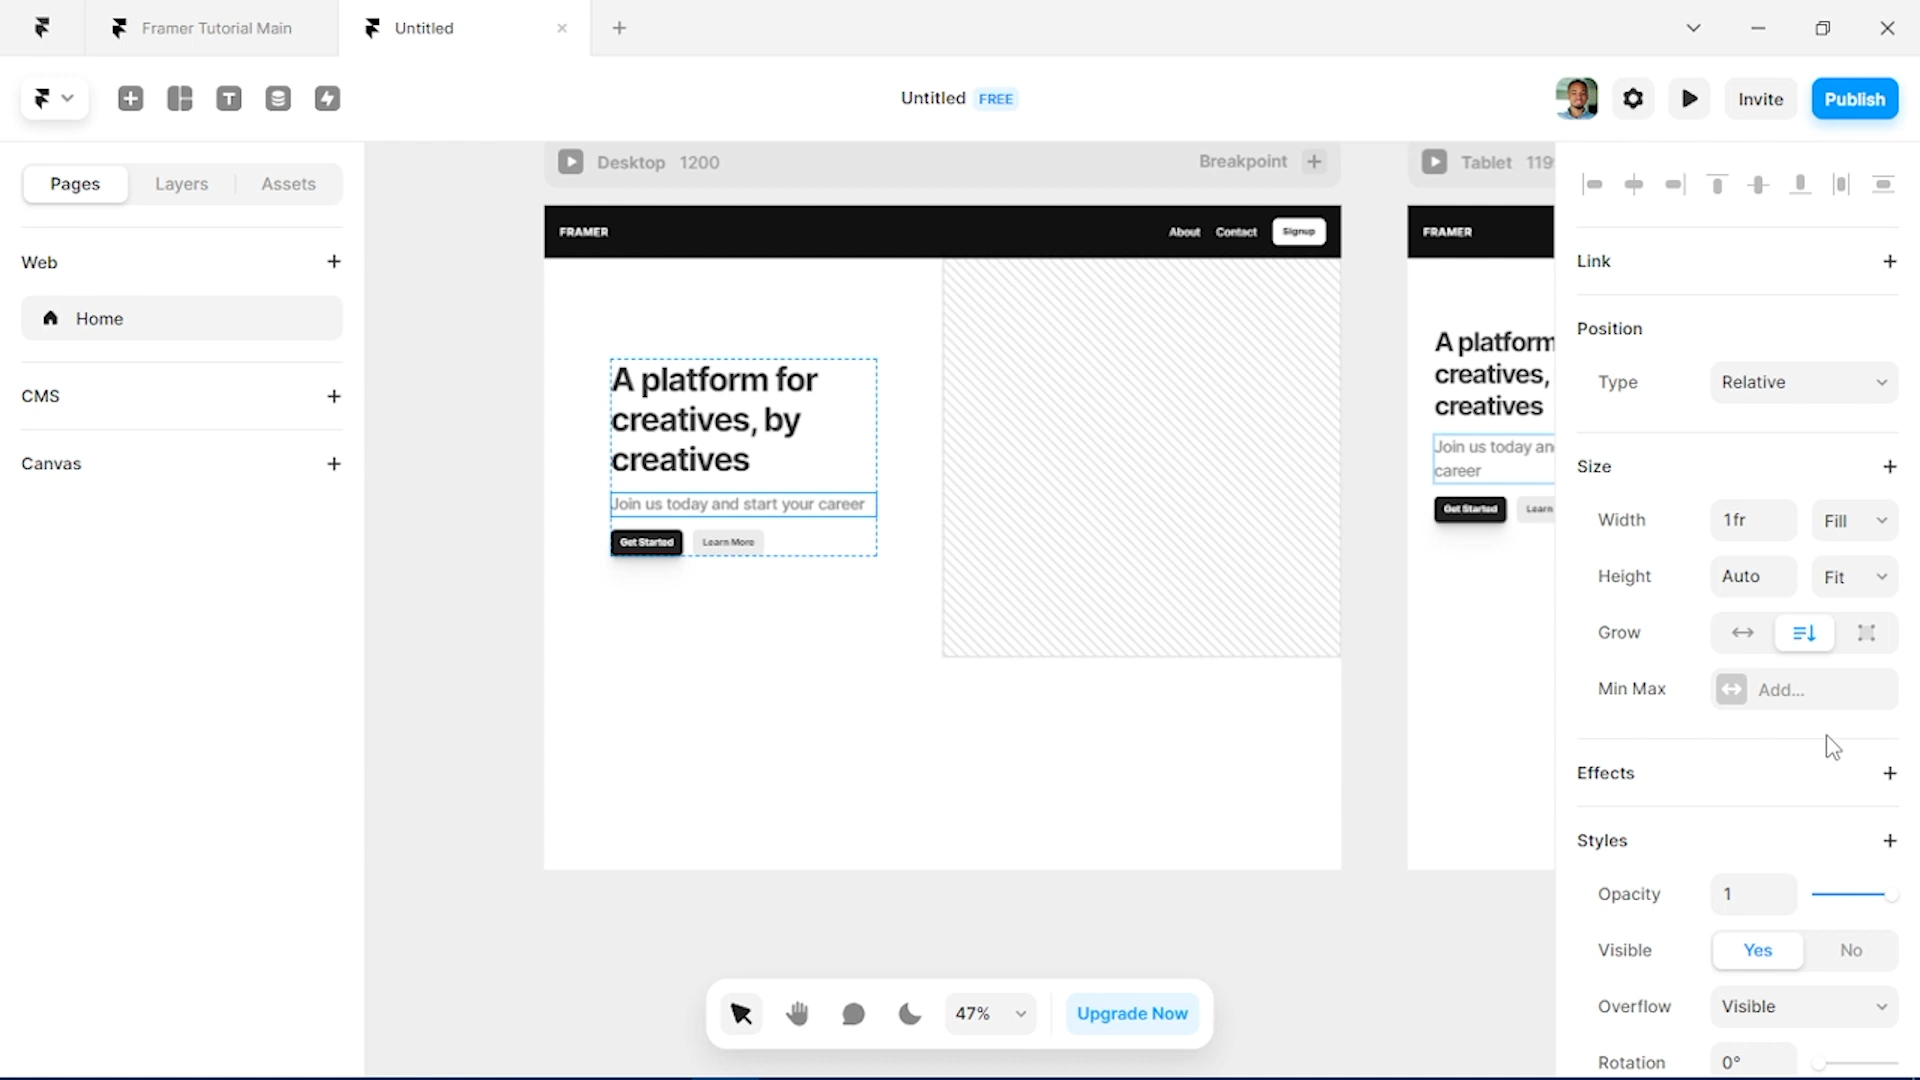 Framer Tutorial Main
Untitled
Untitled FREE
Invite
Publish
Pages
Layers
Assets
Web
Home
CMS
Canvas
Desktop 1200
Breakpoint
FRAMER
About
Contact
Signup
A platform for
creatives, by
creatives
Join us today and start your career
Get Started
Learn More
Tablet 119
FRAMER
A platform
creatives,
creatives
Join us today an
career
Get Started
Learn
Link
Position
Type
Relative
Size
Width
1fr
Fill
Height
Auto
Fit
Grow
Min Max
Add...
Effects
Styles
Opacity
1
Visible
Yes
No
Overflow
Visible
Rotation
0°
47%
Upgrade Now